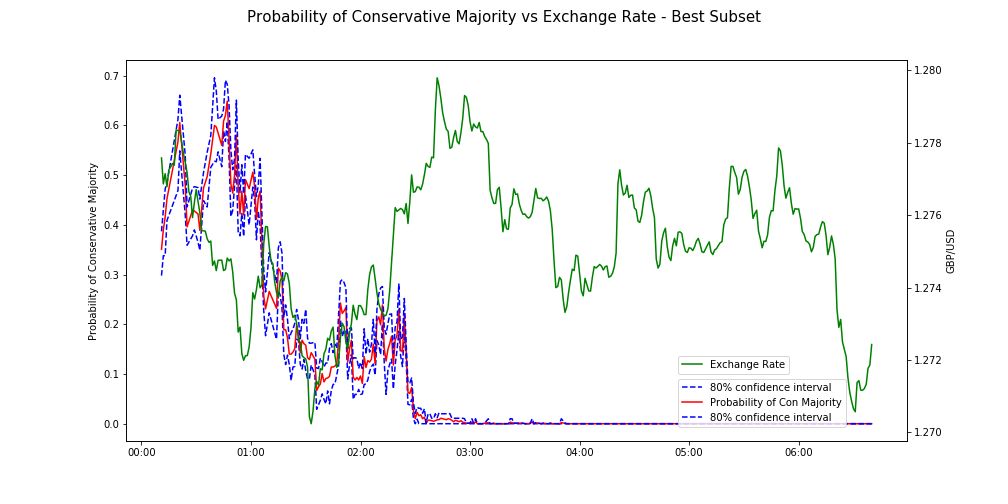 Probability of Conservative Majority vs Exchange Rate - Best Subset
0.7
0.6
0.5
0.4
0.3
0.2
0.1
0.0
Probability of Conservative Majority
1.280
1.278
1.276
1.274
1.272
1.270
GBP/USD
Exchange Rate
80% confidence interval
Probability of Con Majority
80% confidence interval
00:00 01:00 02:00 03:00 04:00 05:00 06:00